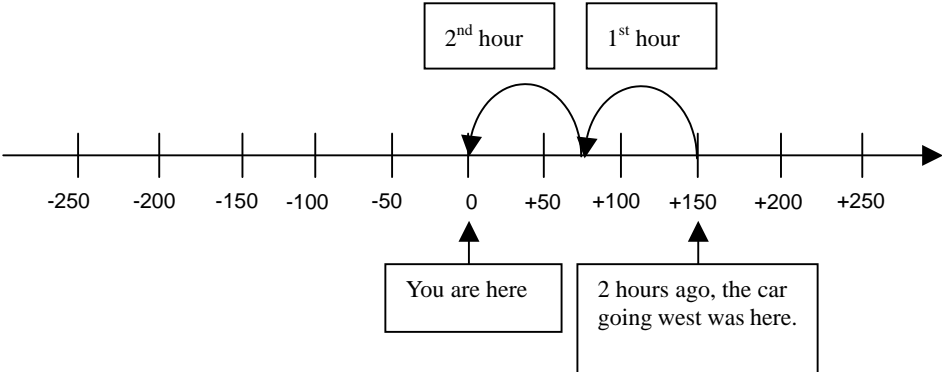 2nd hour
1st hour
-250 -200 -150 -100 -50 0 +50 +100 +150 +200 +250
You are here
2 hours ago, the car
going west was here.